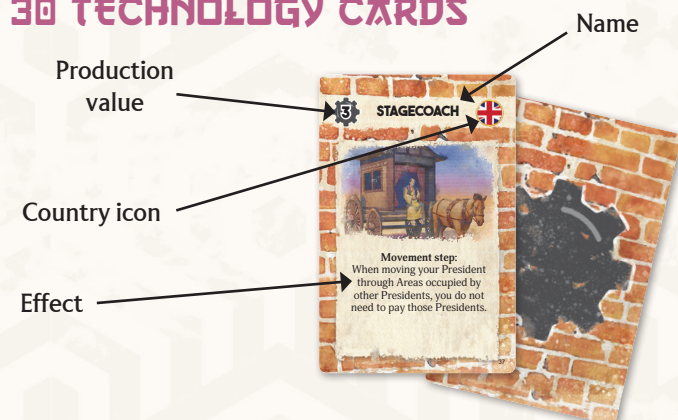 30 TECHNOLOGY CARDS
Name
Production
value
3
STAGECOACH
Country icon
Movement step:
When moving your President
through Areas occupied by
other Presidents, you do not
need to pay those Presidents.
Effect
37